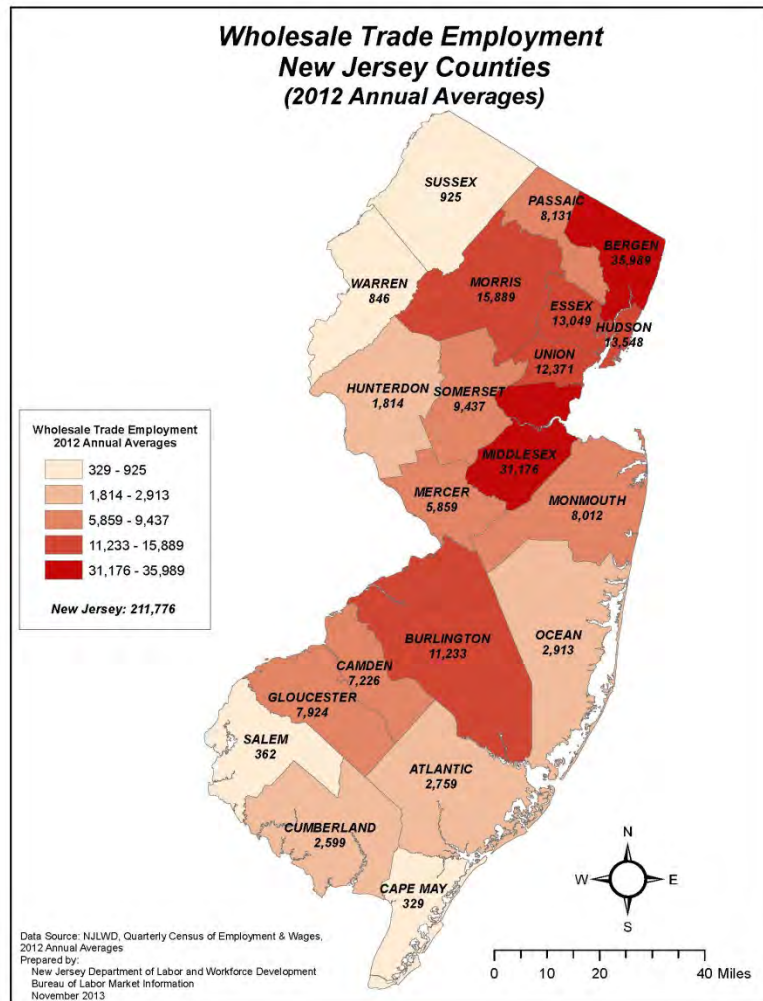 Wholesale Trade Employment
New Jersey Counties
(2012 Annual Averages)
SUSSEX
925
PASSAIC
8,131
BERGEN
35,989
WARREN
846
MORRIS
15,889
ESSEX
13,049
HUDSON
13,548
UNION
12,371
HUNTERDON
1,814
SOMERSET
9,437
MIDDLESEX
31,176
MERCER
5,859
MONMOUTH
8,012
Wholesale Trade Employment
2012 Annual Averages
329 - 925
1,814 - 2,913
5,859 - 9,437
11,233 - 15,889
31,176 - 35,989
New Jersey: 211,776
OCEAN
2,913
BURLINGTON
11,233
CAMDEN
7,226
GLOUCESTER
7,924
SALEM
362
ATLANTIC
2,759
CUMBERLAND
2,599
CAPE MAY
329
N
W
E
S
Data Source: NJLWD, Quarterly Census of Employment & Wages,
2012 Annual Averages
Prepared by:
New Jersey Department of Labor and Workforce Development
Bureau of Labor Market Information
November 2013
0 10 20 40 Miles